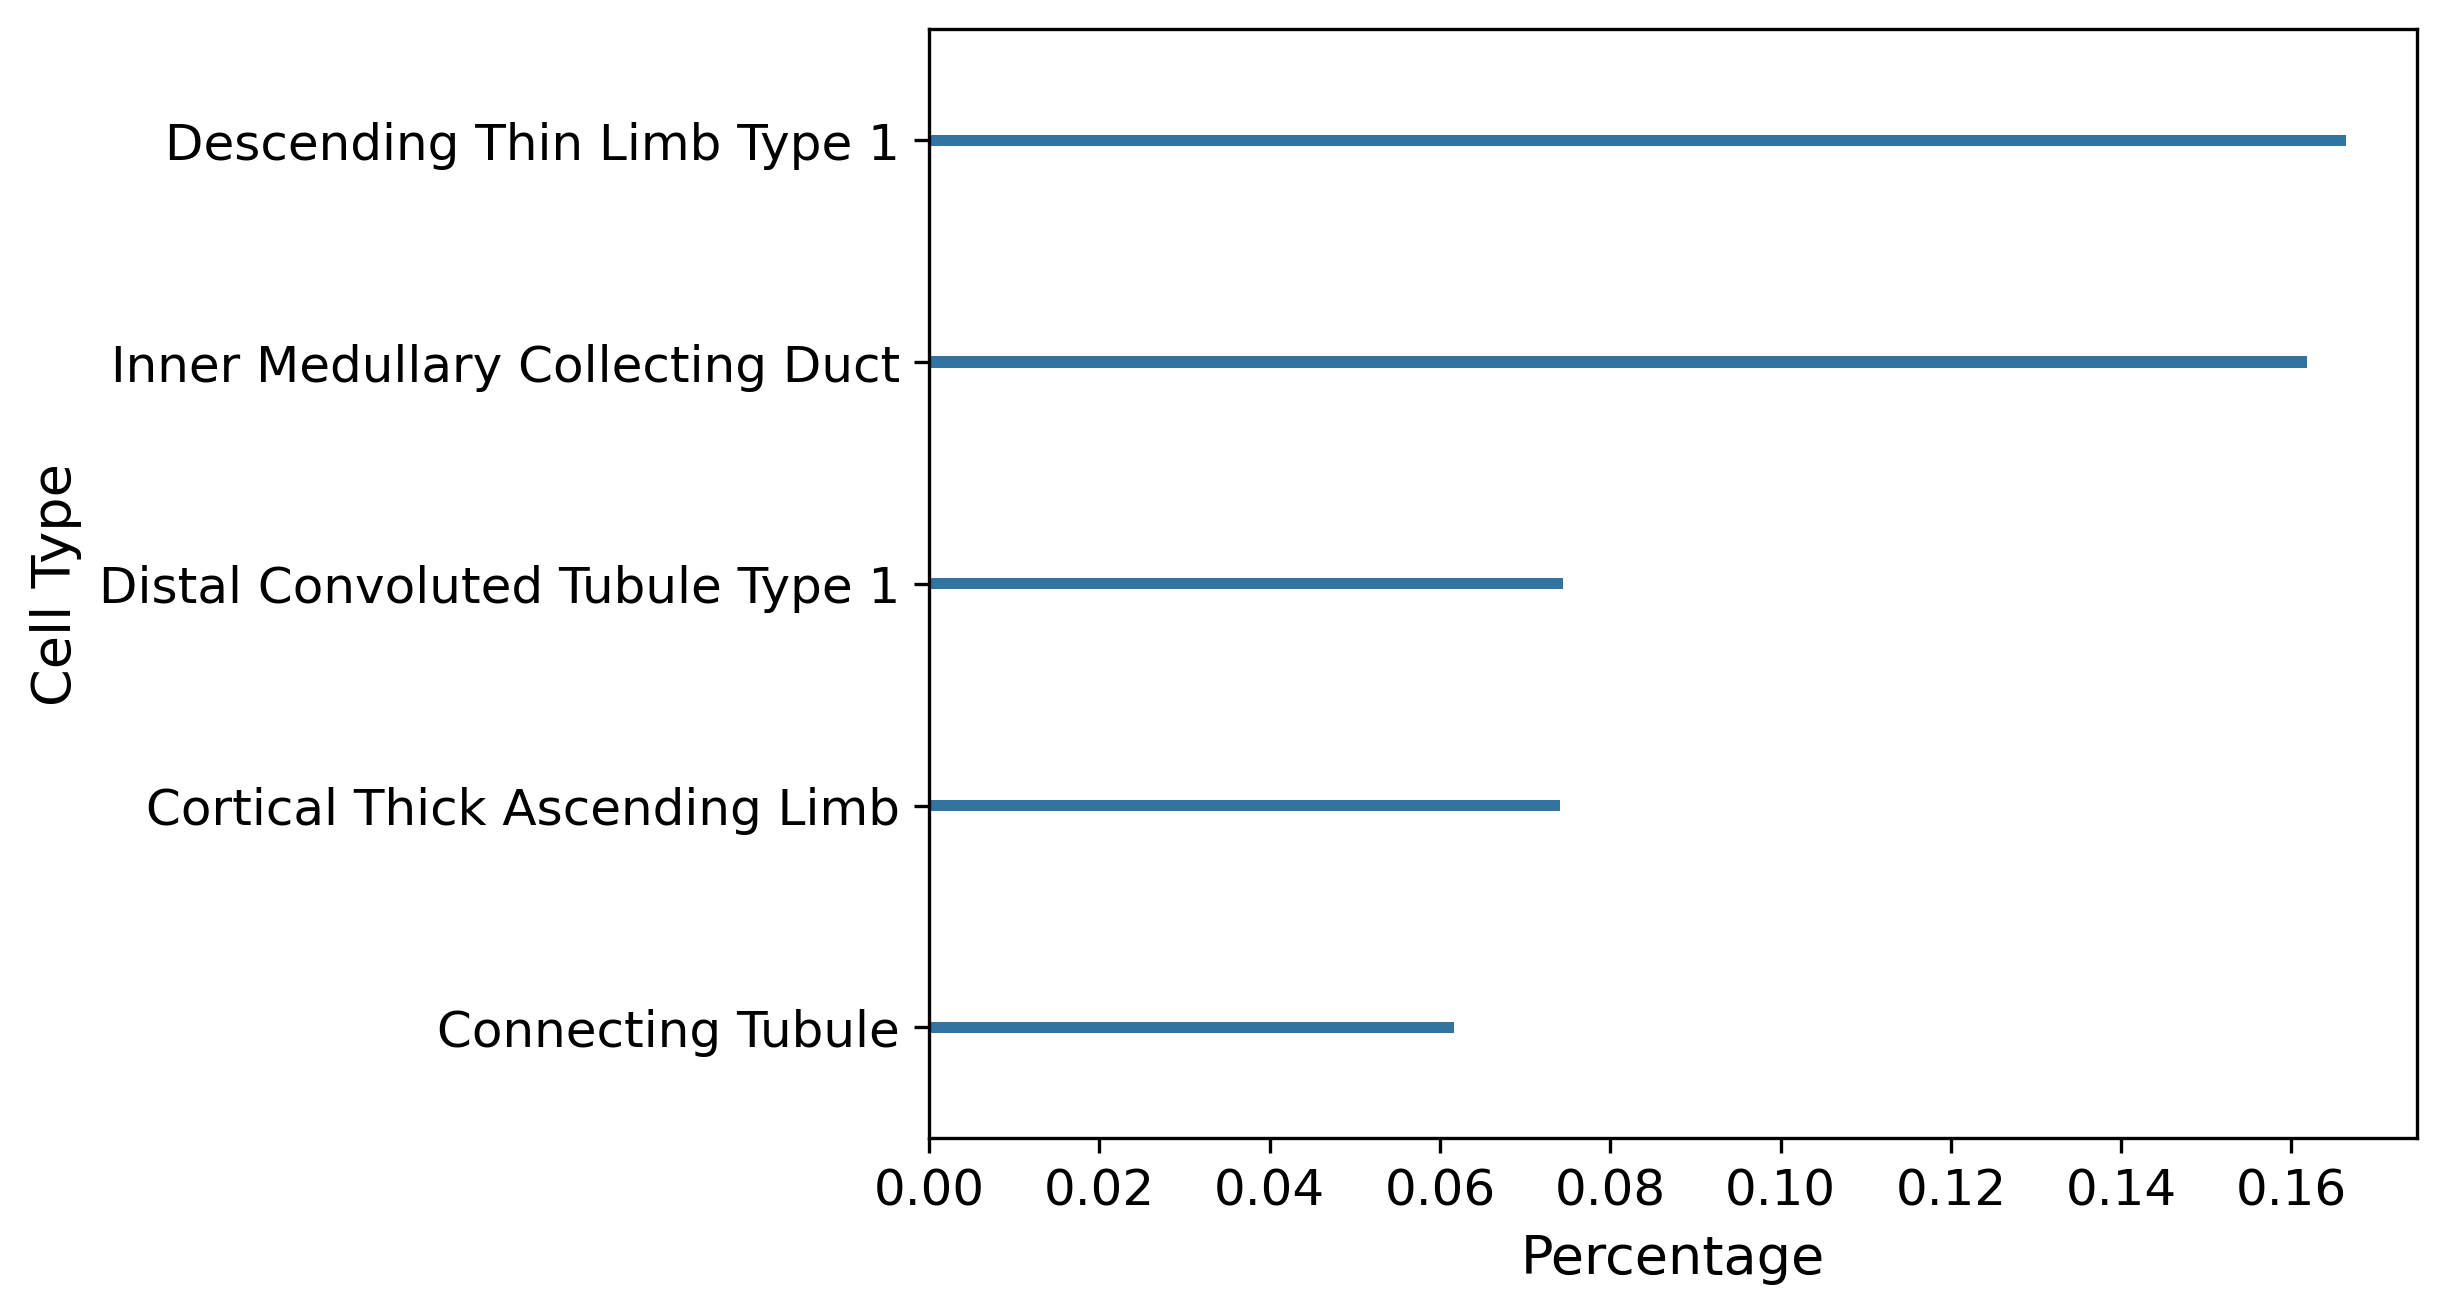 Descending Thin Limb Type 1
Inner Medullary Collecting Duct
Distal Convoluted Tubule Type 1
Cortical Thick Ascending Limb
Connecting Tubule
Cell Type
0.00 0.02 0.04 0.06 0.08 0.10 0.12 0.14 0.16
Percentage